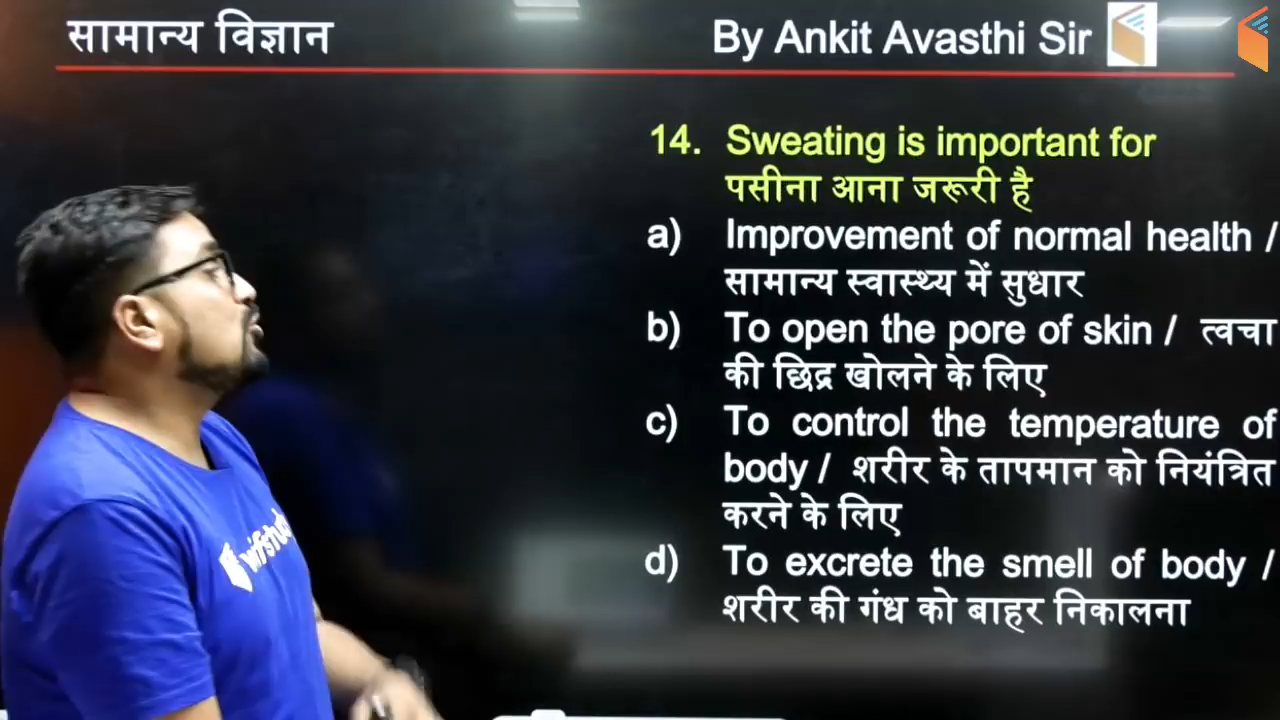 सामान्य विज्ञान
By Ankit Avasthi Sir
14. Sweating is important for
पसीना आना जरूरी है
a) Improvement of normal health /
सामान्य स्वास्थ्य में सुधार
b) To open the pore of skin / त्वचा
की छिद्र खोलने के लिए
c) To control the temperature of
body / शरीर के तापमान को नियंत्रित
करने के लिए
d) To excrete the smell of body /
शरीर की गंध को बाहर निकालना
wifistudy